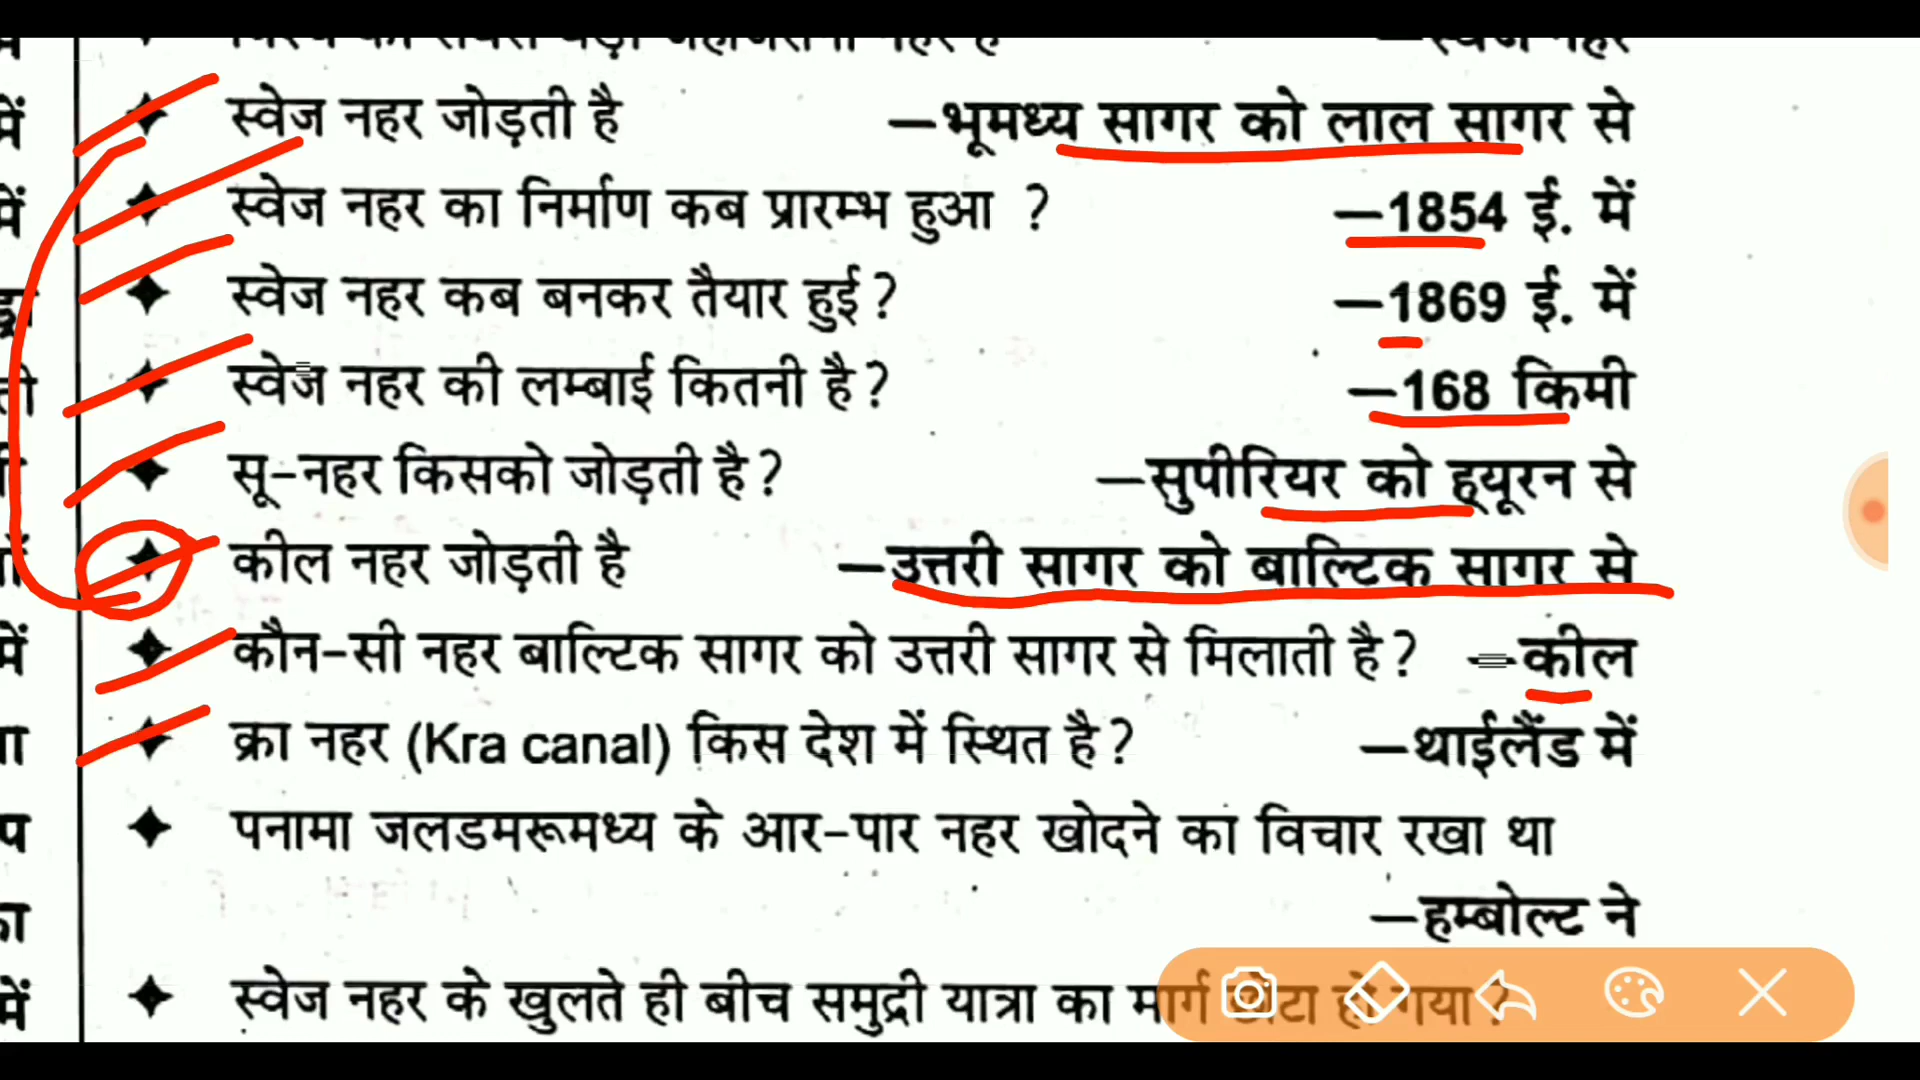 में ✦ स्वेज नहर जोड़ती है —भूमध्य सागर को लाल सागर से
में ✦ स्वेज नहर का निर्माण कब प्रारम्भ हुआ ? —1854 ई. में
✦ स्वेज नहर कब बनकर तैयार हुई? —1869 ई. में
✦ स्वेज नहर की लम्बाई कितनी है? —168 किमी
✦ सू-नहर किसको जोड़ती है? —सुपीरियर को ह्यूरन से
✦ कील नहर जोड़ती है —उत्तरी सागर को बाल्टिक सागर से
में ✦ कौन-सी नहर बाल्टिक सागर को उत्तरी सागर से मिलाती है? —कील
✦ क्रा नहर (Kra canal) किस देश में स्थित है? —थाईलैंड में
✦ पनामा जलडमरूमध्य के आर-पार नहर खोदने का विचार रखा था
—हम्बोल्ट ने
में ✦ स्वेज नहर के खुलते ही बीच समुद्री यात्रा का मार्ग छोटा हो गया?